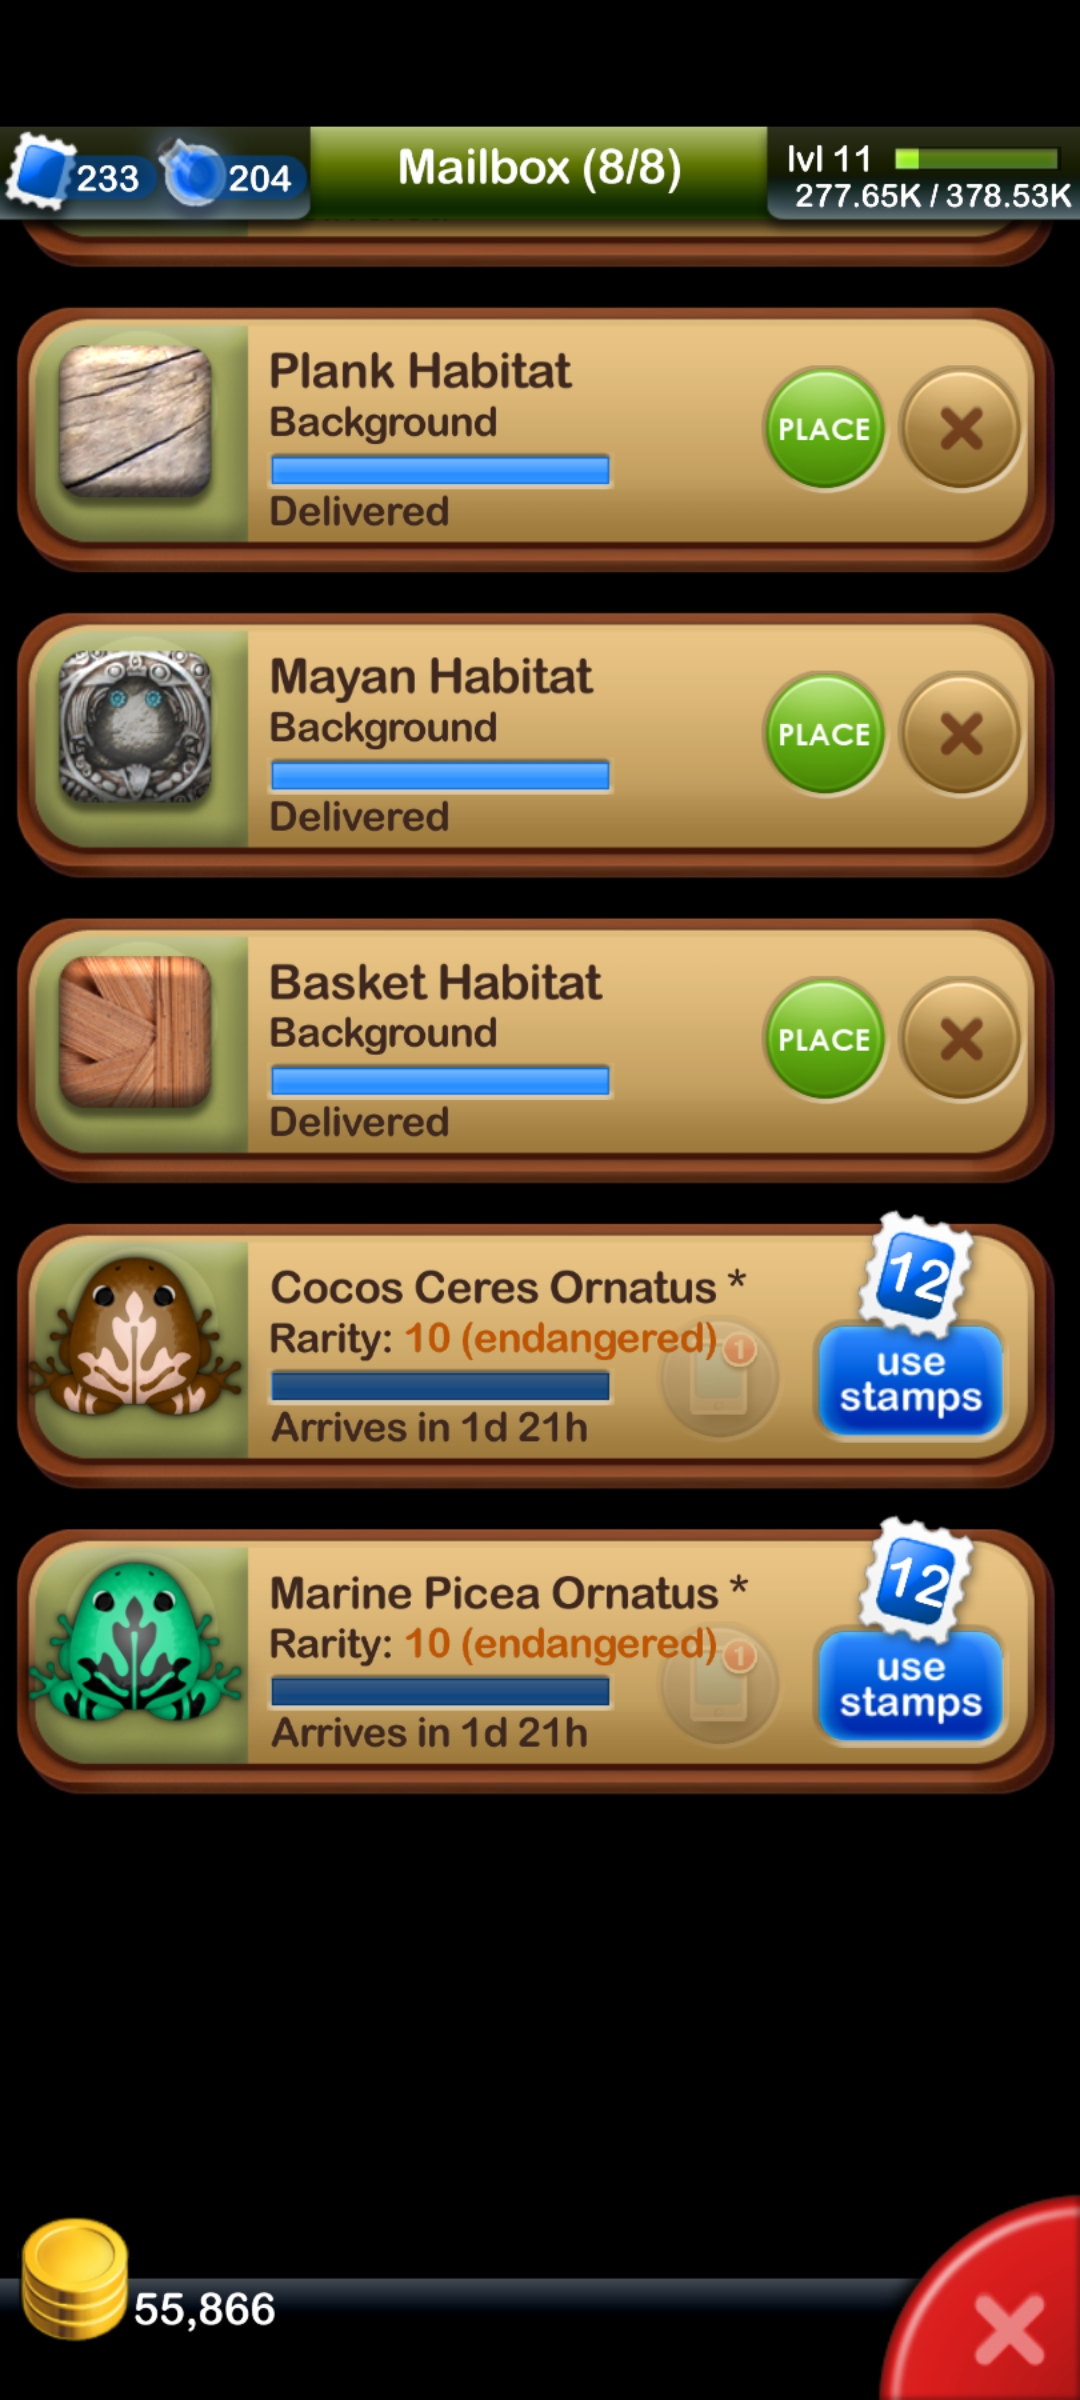 233
204
Mailbox (8/8)
lvl 11
277.65K / 378.53K
Plank Habitat
Background
Delivered
PLACE
Mayan Habitat
Background
Delivered
PLACE
Basket Habitat
Background
Delivered
PLACE
Cocos Ceres Ornatus *
Rarity: 10 (endangered)
Arrives in 1d 21h
1
12
use
stamps
Marine Picea Ornatus *
Rarity: 10 (endangered)
Arrives in 1d 21h
1
12
use
stamps
55,866